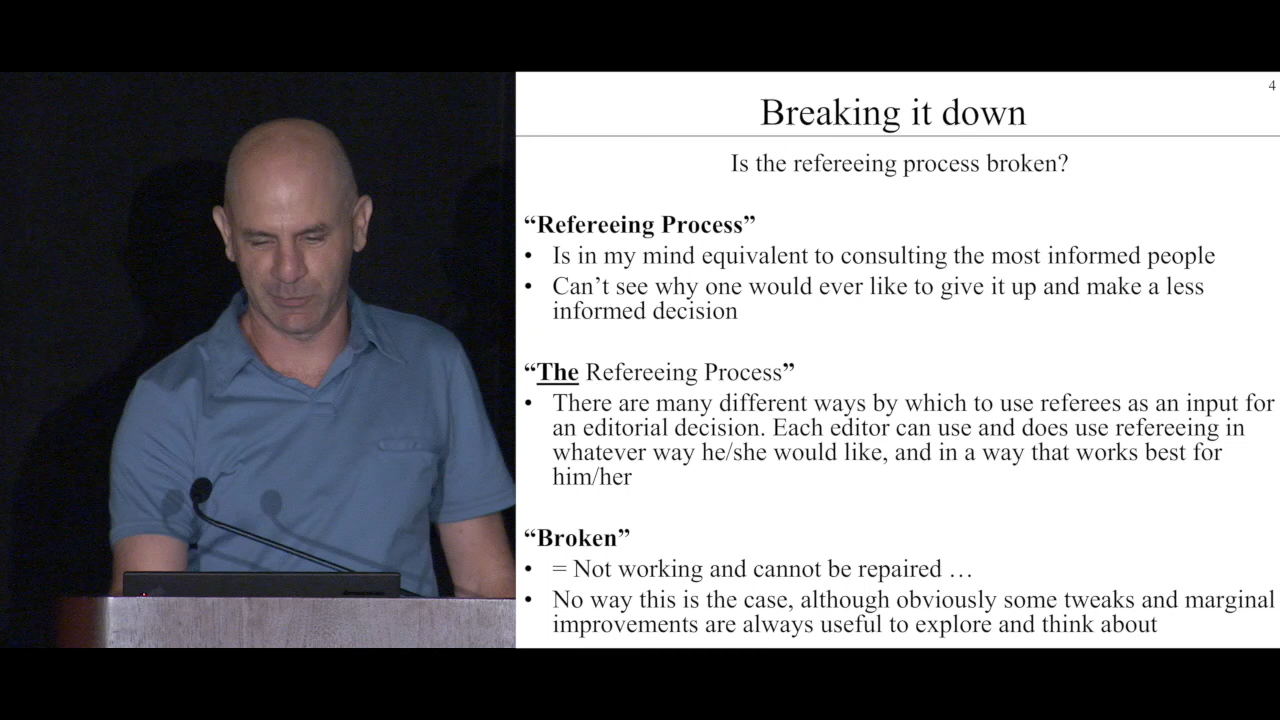 4
Breaking it down
Is the refereeing process broken?
“Refereeing Process”
• Is in my mind equivalent to consulting the most informed people
• Can’t see why one would ever like to give it up and make a less
informed decision
“The Refereeing Process”
• There are many different ways by which to use referees as an input for
an editorial decision. Each editor can use and does use refereeing in
whatever way he/she would like, and in a way that works best for
him/her
“Broken”
• = Not working and cannot be repaired …
• No way this is the case, although obviously some tweaks and marginal
improvements are always useful to explore and think about